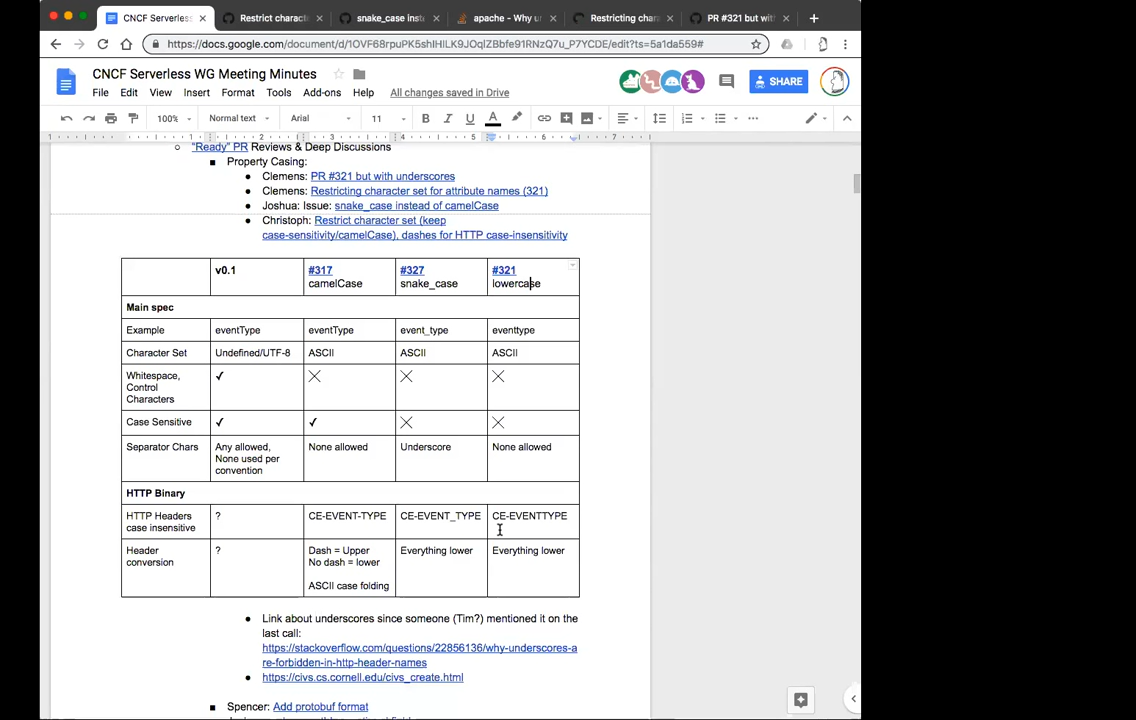 CNCF Serverless
Restrict charact
snake_case inste
apache - Why u
Restricting char
PR #321 but with
https://docs.google.com/document/d/1OVF68rpuPK5shIHILK9JOqIZBbfe91RNzQ7u_P7YCDE/edit?ts=5a1da559#
CNCF Serverless WG Meeting Minutes
File Edit View Insert Format Tools Add-ons Help All changes saved in Drive
SHARE
100% Normal text Arial 11 B I U A
1 1 2 3 4 5 6 7
"Ready" PR Reviews & Deep Discussions
Property Casing:
Clemens: PR #321 but with underscores
Clemens: Restricting character set for attribute names (321)
Joshua: Issue: snake_case instead of camelCase
Christoph: Restrict character set (keep
case-sensitivity/camelCase), dashes for HTTP case-insensitivity
v0.1 #317 #327 #321
camelCase snake_case lowercase
Main spec
Example eventType eventType event_type eventtype
Character Set Undefined/UTF-8 ASCII ASCII ASCII
Whitespace, ✓ ✕ ✕ ✕
Control
Characters
Case Sensitive ✓ ✓ ✕ ✕
Separator Chars Any allowed, None allowed Underscore None allowed
None used per
convention
HTTP Binary
HTTP Headers ? CE-EVENT-TYPE CE-EVENT_TYPE CE-EVENTTYPE
case insensitive
Header ? Dash = Upper Everything lower Everything lower
conversion No dash = lower
ASCII case folding
Link about underscores since someone (Tim?) mentioned it on the
last call:
https://stackoverflow.com/questions/22856136/why-underscores-a
re-forbidden-in-http-header-names
https://civs.cs.cornell.edu/civs_create.html
Spencer: Add protobuf format